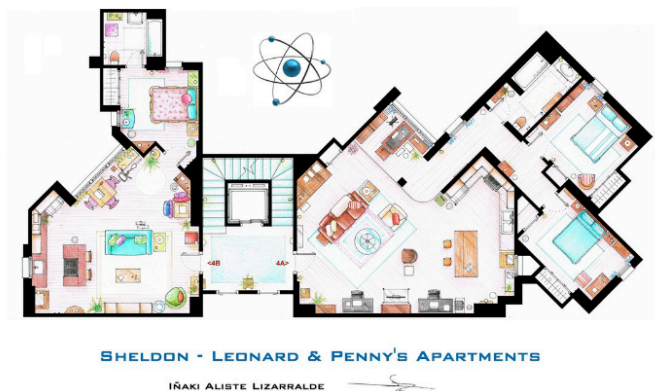 <4B 4A>
SHELDON - LEONARD & PENNY'S APARTMENTS
IÑAKI ALISTE LIZARRALDE